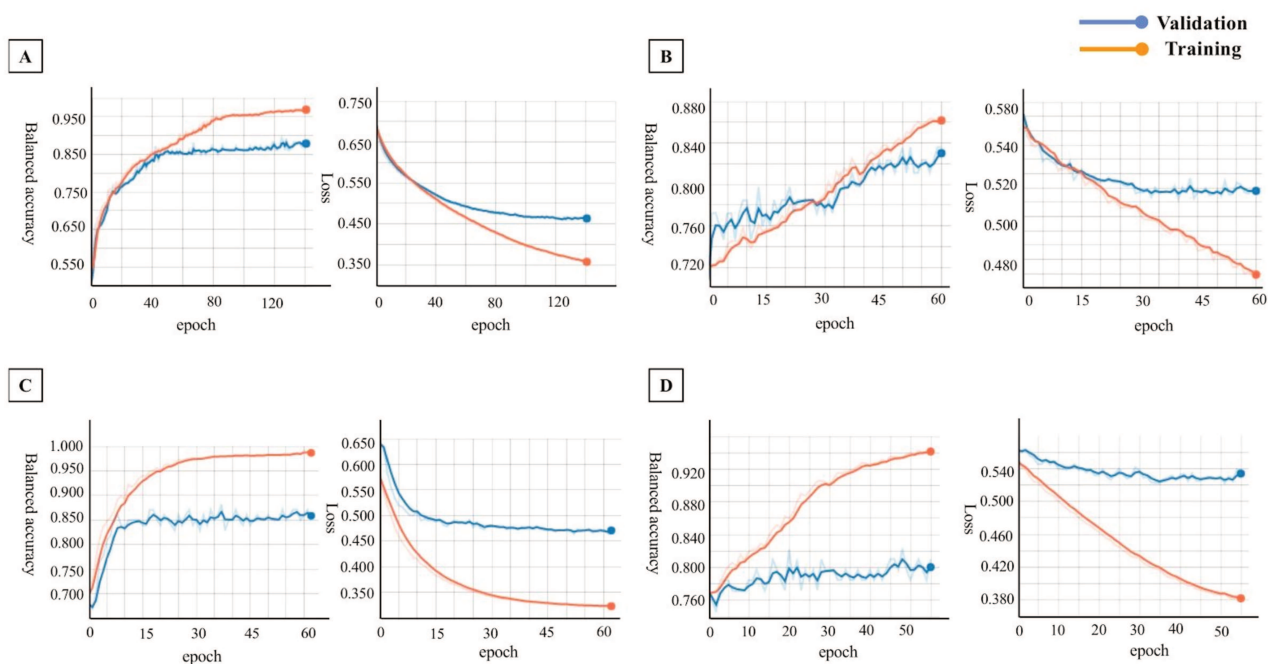 Validation
Training
A
Balanced accuracy
0.950
0.850
0.750
0.650
0.550
0 40 80 120
epoch
Loss
0.750
0.650
0.550
0.450
0.350
0 40 80 120
epoch
B
Balanced accuracy
0.880
0.840
0.800
0.760
0.720
0 15 30 45 60
epoch
Loss
0.580
0.540
0.520
0.500
0.480
0 15 30 45 60
epoch
C
Balanced accuracy
1.000
0.950
0.900
0.850
0.800
0.750
0.700
0 15 30 45 60
epoch
Loss
0.650
0.600
0.550
0.500
0.450
0.400
0.350
0 15 30 45 60
epoch
D
Balanced accuracy
0.920
0.880
0.840
0.800
0.760
0 10 20 30 40 50
epoch
Loss
0.540
0.500
0.460
0.420
0.380
0 10 20 30 40 50
epoch